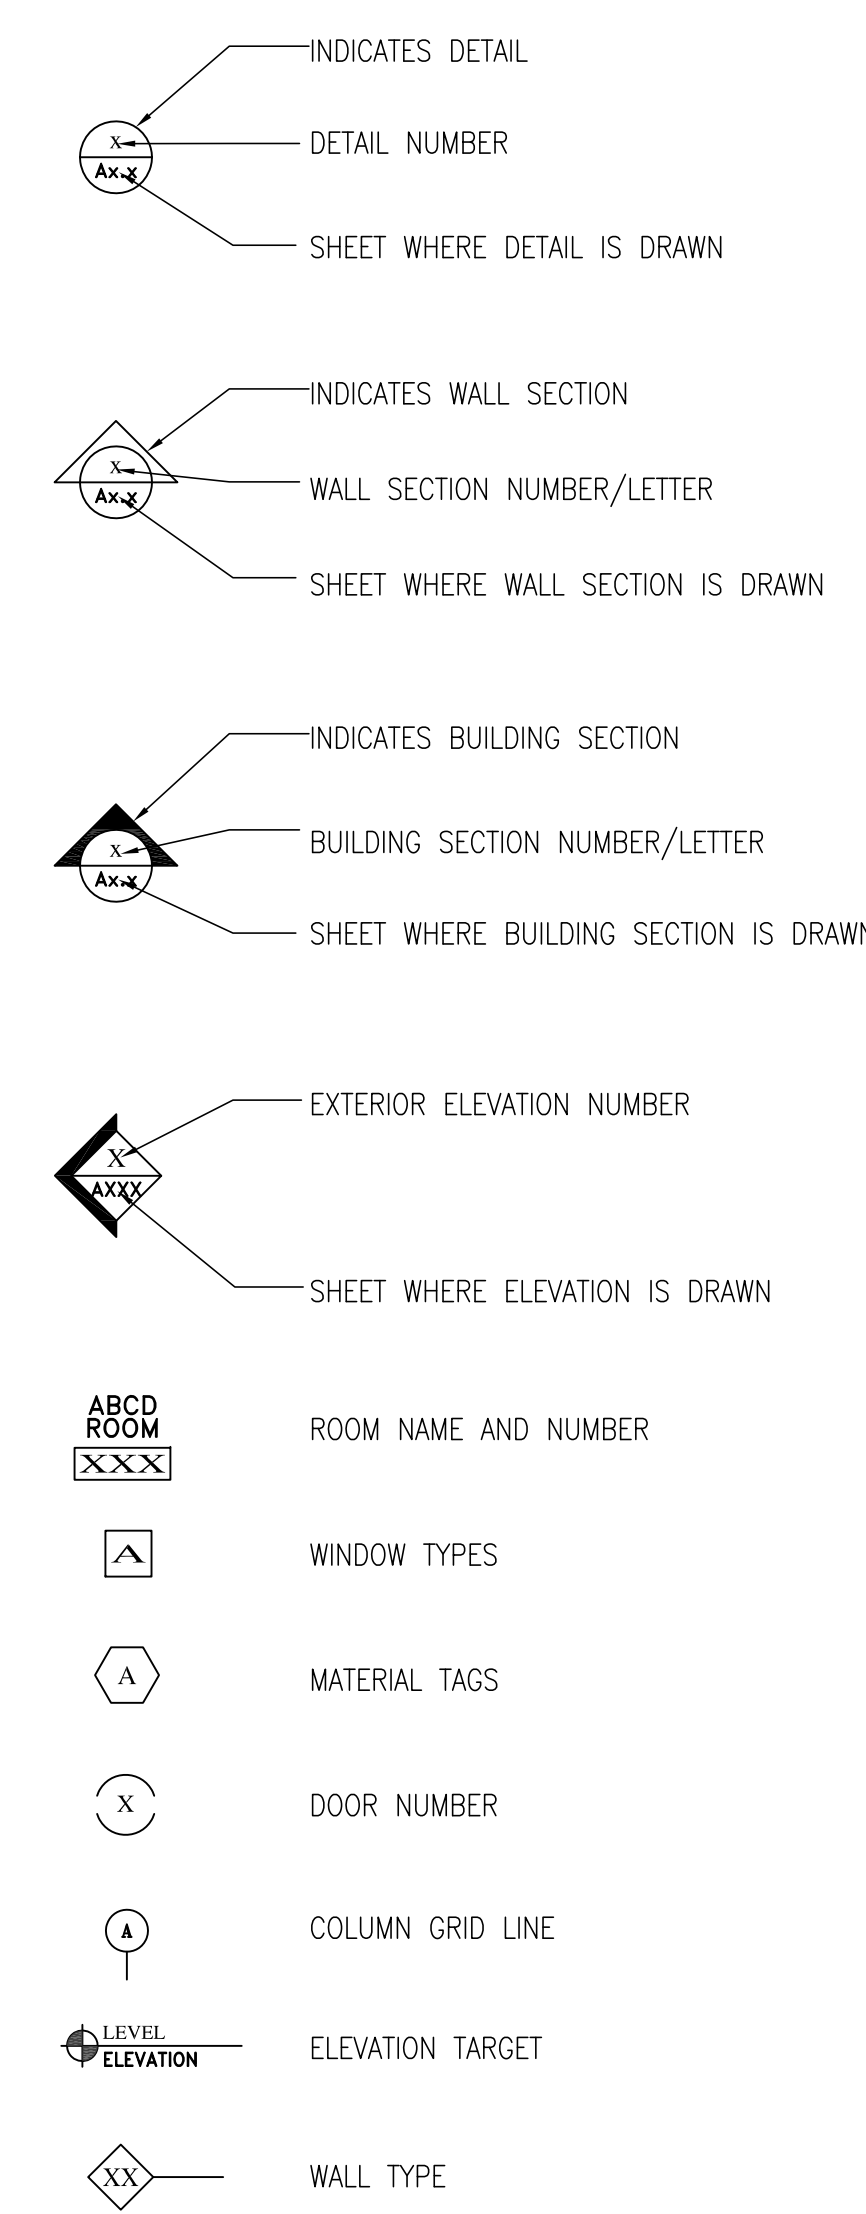 INDICATES DETAIL
X
DETAIL NUMBER
Ax.x
SHEET WHERE DETAIL IS DRAWN
INDICATES WALL SECTION
X
WALL SECTION NUMBER/LETTER
Ax.x
SHEET WHERE WALL SECTION IS DRAWN
INDICATES BUILDING SECTION
X
BUILDING SECTION NUMBER/LETTER
Ax.x
SHEET WHERE BUILDING SECTION IS DRAWN
EXTERIOR ELEVATION NUMBER
X
AXXX
SHEET WHERE ELEVATION IS DRAWN
ABCD
ROOM
XXX
ROOM NAME AND NUMBER
A
WINDOW TYPES
A
MATERIAL TAGS
X
DOOR NUMBER
A
COLUMN GRID LINE
LEVEL
ELEVATION
ELEVATION TARGET
XX
WALL TYPE